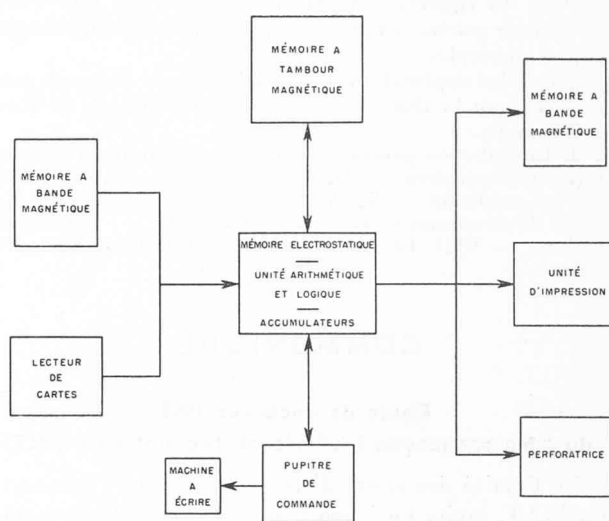 MÉMOIRE A
TAMBOUR
MAGNÉTIQUE
MÉMOIRE A
BANDE
MAGNÉTIQUE
MÉMOIRE A
BANDE
MAGNÉTIQUE
MÉMOIRE ELECTROSTATIQUE
UNITÉ ARITHMÉTIQUE
ET LOGIQUE
ACCUMULATEURS
UNITÉ
D'IMPRESSION
LECTEUR
DE
CARTES
MACHINE
A
ÉCRIRE
PUPITRE
DE
COMMANDE
PERFORATRICE